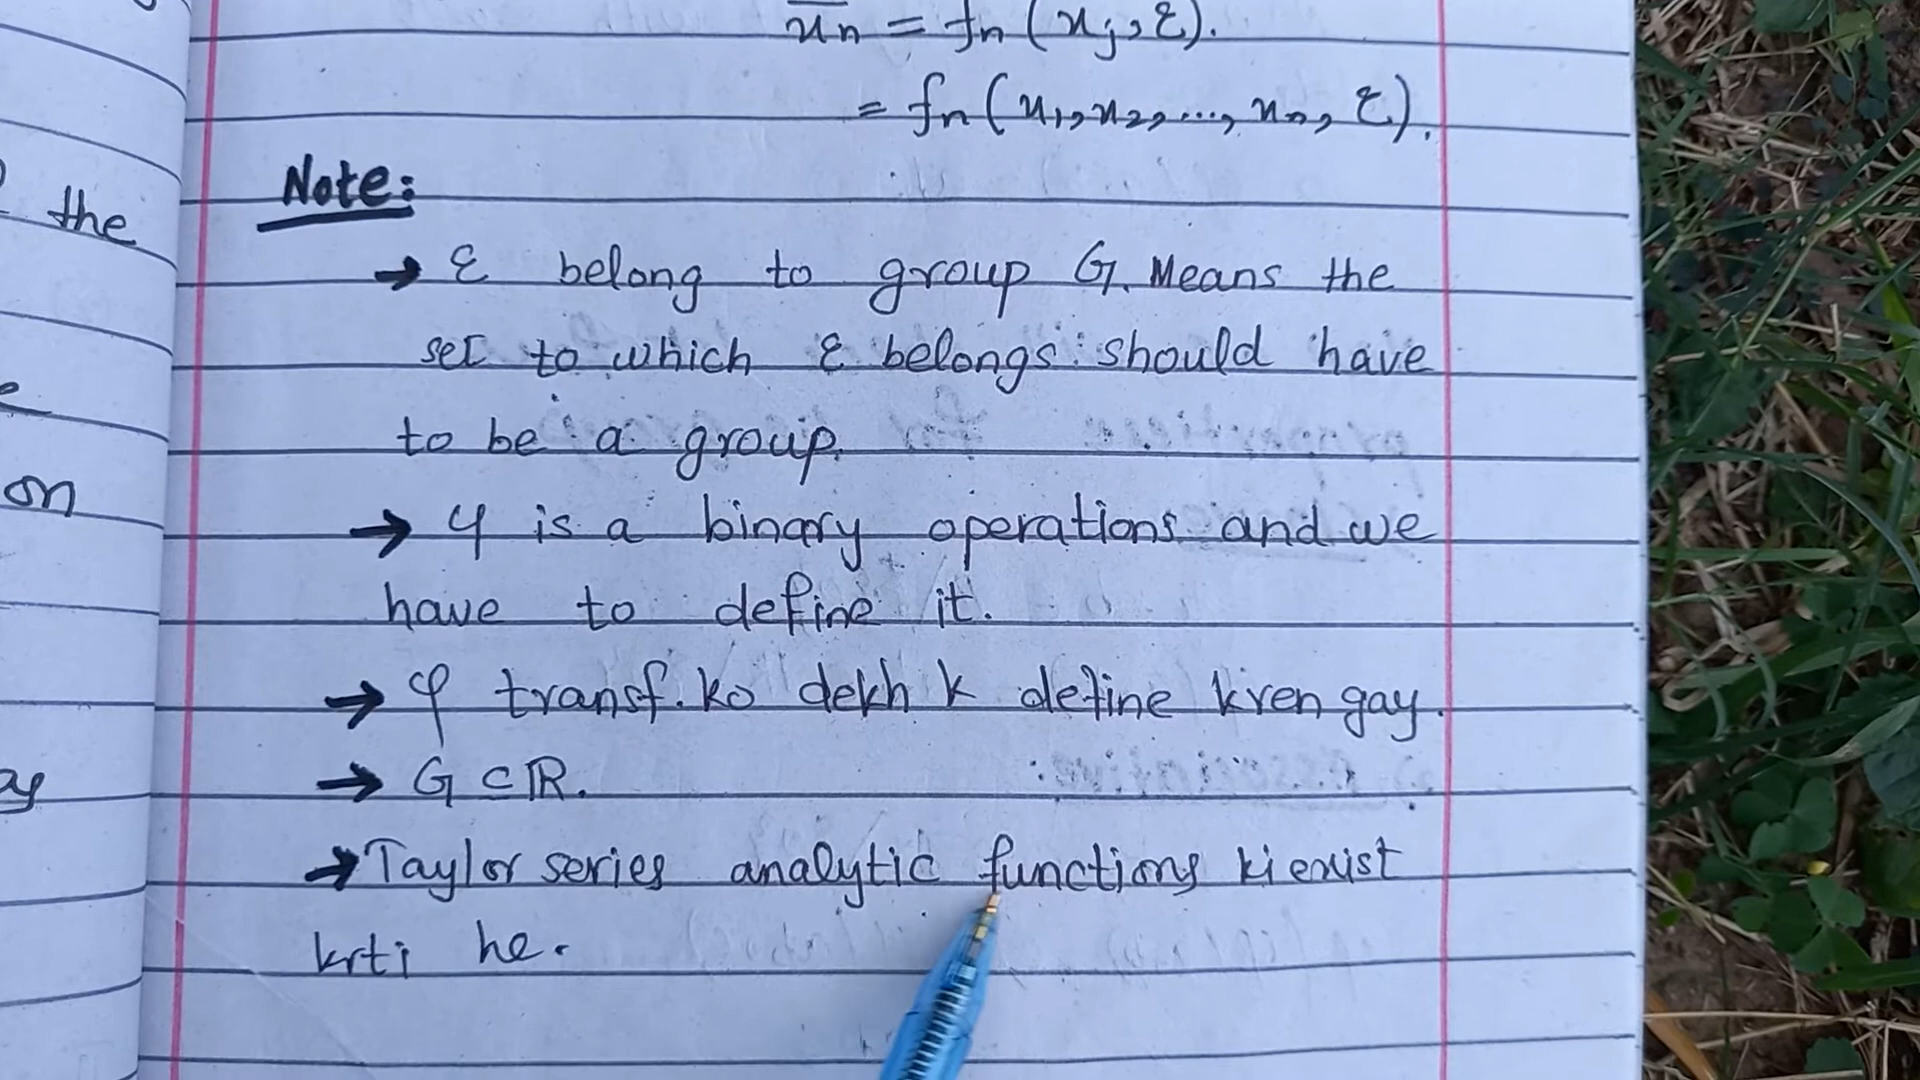 x̄n = fn (xj, ε).
= fn (x1, x2, ..., xn, ε).
the
Note:
→ ε belong to group G. Means the
set to which ε belongs should have
to be a group.
on
→ φ is a binary operations and we
have to define it.
→ φ transf. ko dekh k define kren gay.
→ G ⊂ ℝ.
→ Taylor series analytic functions ki exist
krti he.